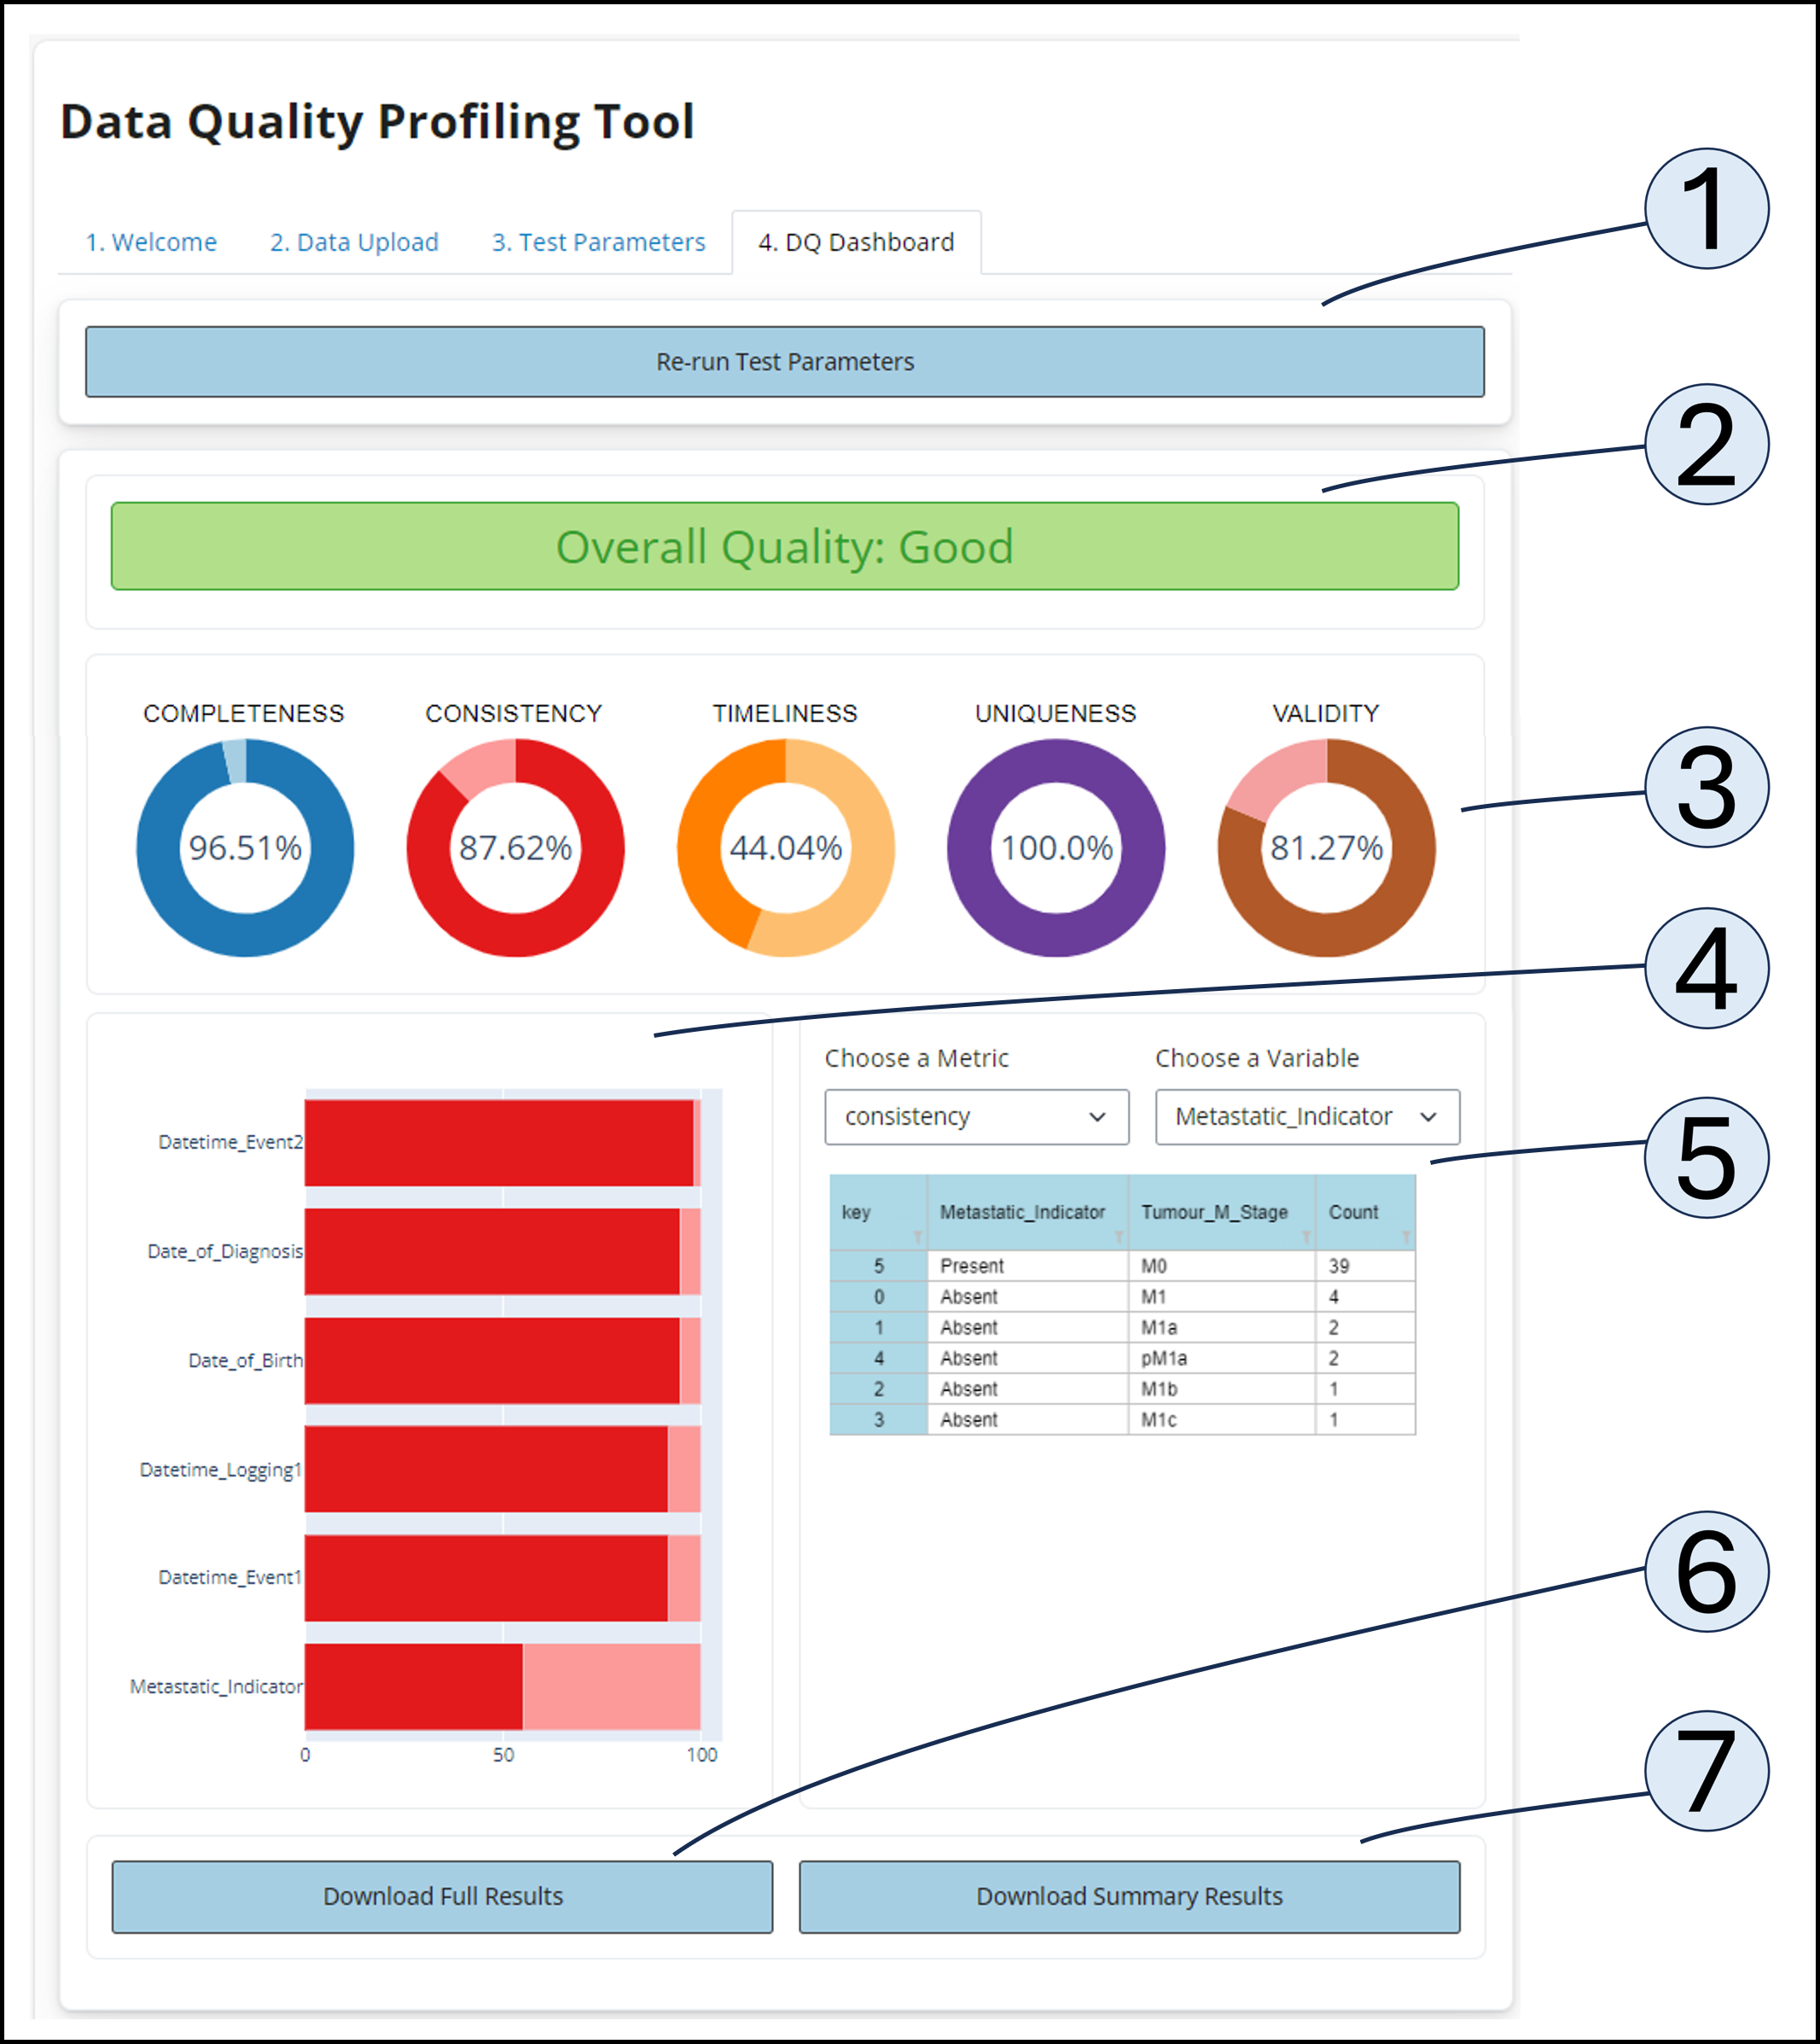 Data Quality Profiling Tool
1
1. Welcome 2. Data Upload 3. Test Parameters 4. DQ Dashboard
Re-run Test Parameters
2
Overall Quality: Good
COMPLETENESS CONSISTENCY TIMELINESS UNIQUENESS VALIDITY
3
96.51% 87.62% 44.04% 100.0% 81.27%
4
Choose a Metric Choose a Variable
consistency Metastatic_Indicator
5
key Metastatic_Indicator Tumour_M_Stage Count
5 Present M0 39
0 Absent M1 4
1 Absent M1a 2
4 Absent pM1a 2
2 Absent M1b 1
3 Absent M1c 1
Datetime_Event2
Date_of_Diagnosis
Date_of_Birth
Datetime_Logging1
Datetime_Event1
Metastatic_Indicator
0 50 100
6
7
Download Full Results Download Summary Results